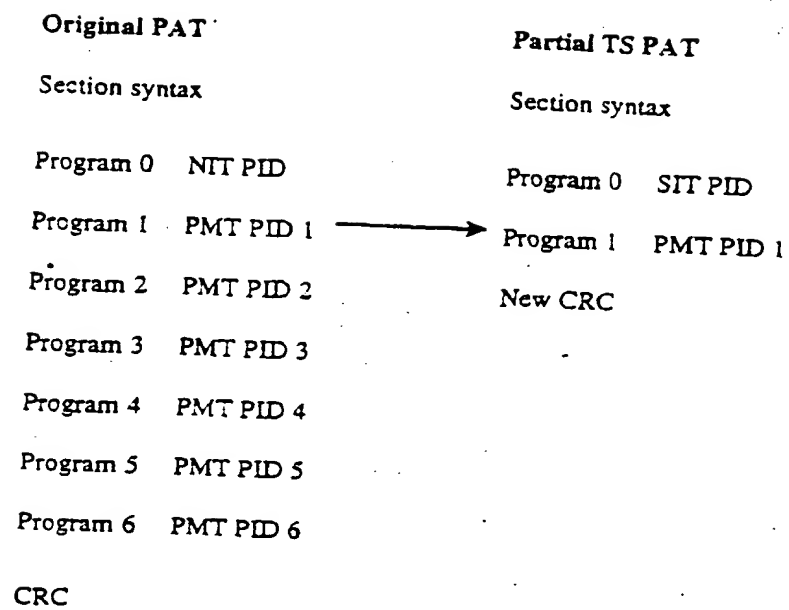 Original PAT
Section syntax
Program 0 NIT PID
Program 1 PMT PID 1
Program 2 PMT PID 2
Program 3 PMT PID 3
Program 4 PMT PID 4
Program 5 PMT PID 5
Program 6 PMT PID 6
CRC
Partial TS PAT
Section syntax
Program 0 SIT PID
Program 1 PMT PID 1
New CRC